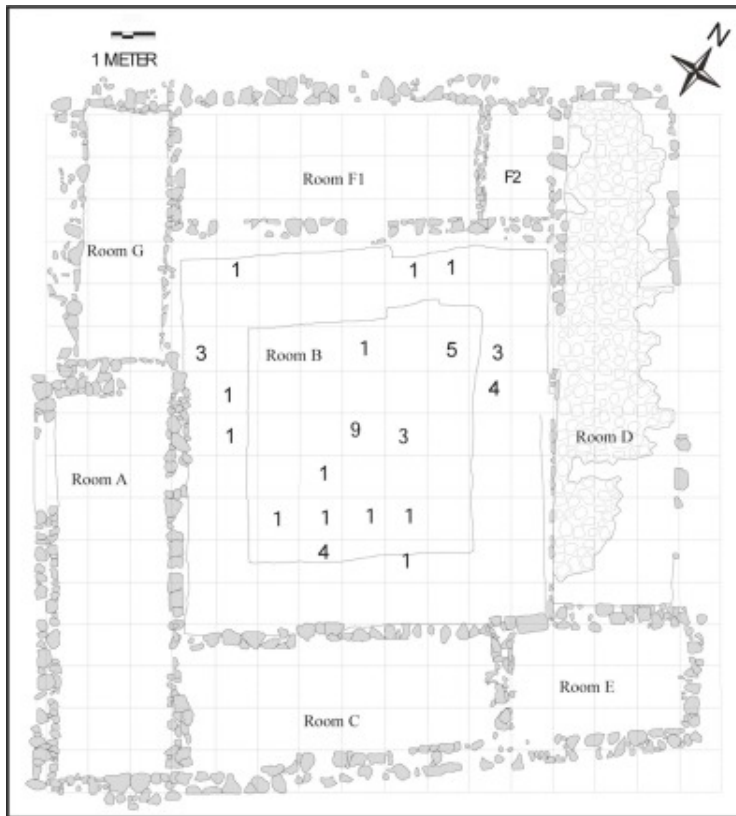 N
1 METER
Room F1
F2
Room G
1 1 1
3 Room B 1 5 3
1 4
1 9 3
Room D
1
Room A
1 1 1 1
4 1
Room E
Room C